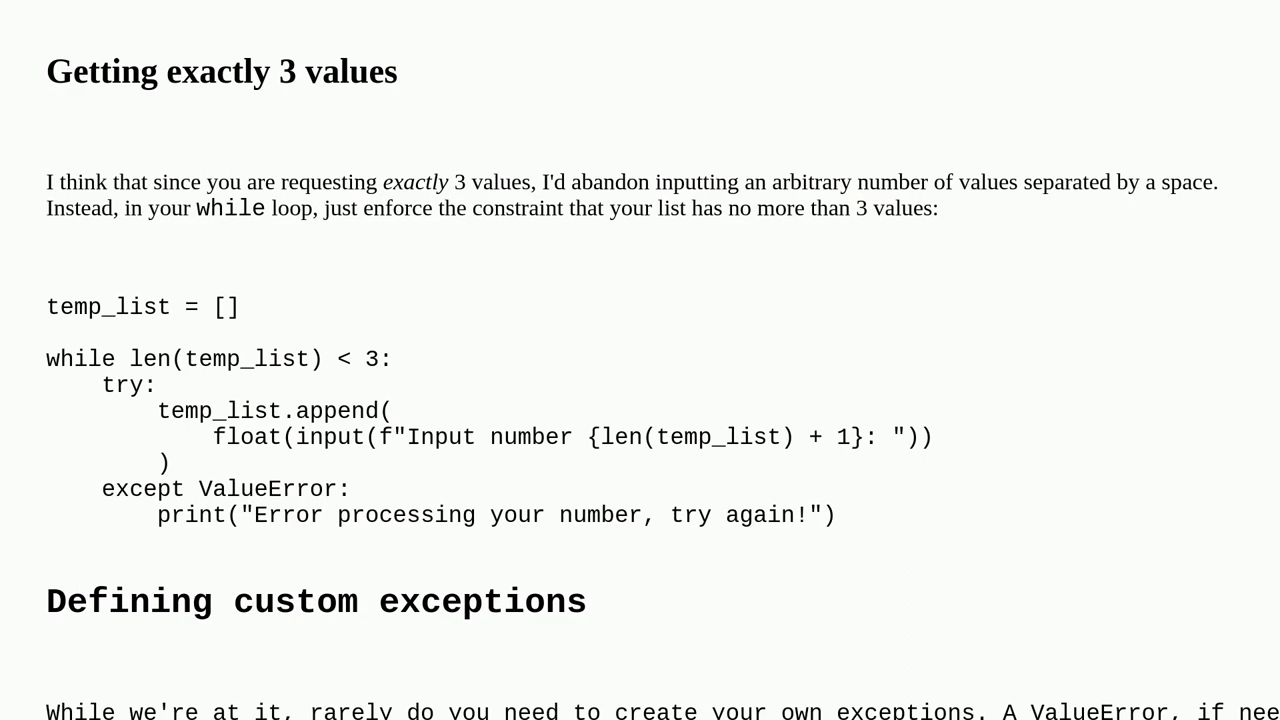 Getting exactly 3 values
I think that since you are requesting exactly 3 values, I'd abandon inputting an arbitrary number of values separated by a space.
Instead, in your while loop, just enforce the constraint that your list has no more than 3 values:
temp_list = []
while len(temp_list) < 3:
    try:
        temp_list.append(
            float(input(f"Input number {len(temp_list) + 1}: "))
        )
    except ValueError:
        print("Error processing your number, try again!")
Defining custom exceptions
While we're at it, rarely do you need to create your own exceptions. A ValueError, if